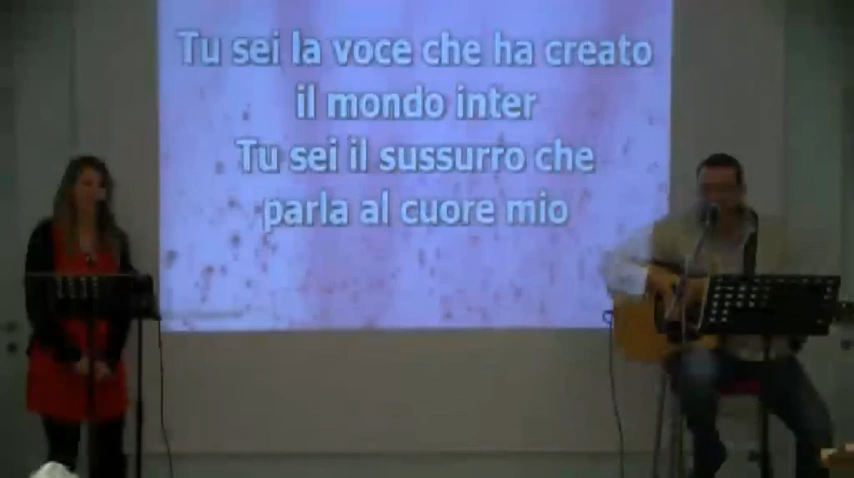 Tu sei la voce che ha creato
il mondo inter
Tu sei il sussurro che
parla al cuore mio